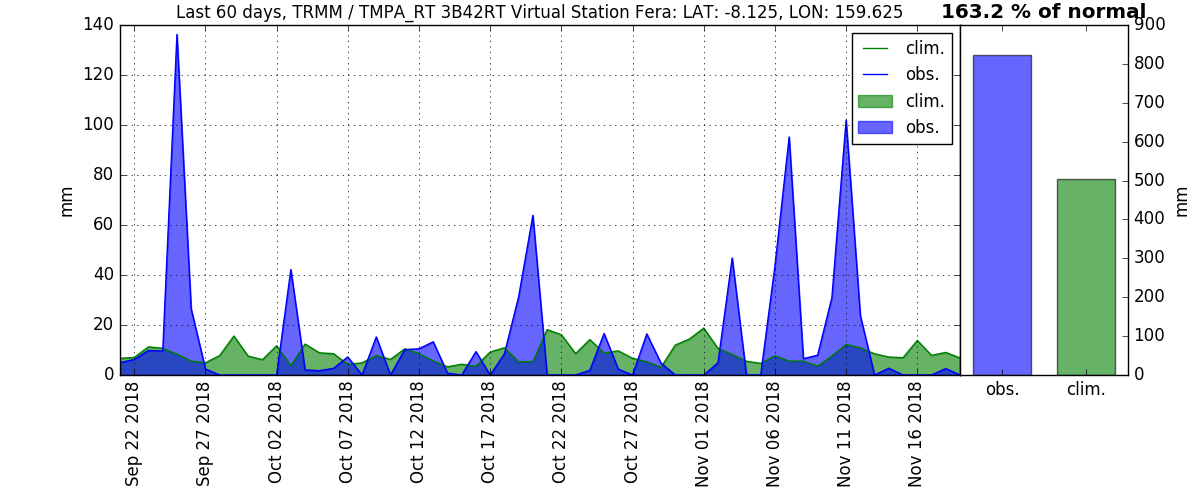 Last 60 days, TRMM / TMPA_RT 3B42RT Virtual Station Fera: LAT: -8.125, LON: 159.625
163.2 % of normal
mm
140
120
100
80
60
40
20
0
clim.
obs.
clim.
obs.
900
800
700
600
500
400
300
200
100
0
mm
Sep 22 2018
Sep 27 2018
Oct 02 2018
Oct 07 2018
Oct 12 2018
Oct 17 2018
Oct 22 2018
Oct 27 2018
Nov 01 2018
Nov 06 2018
Nov 11 2018
Nov 16 2018
obs.
clim.